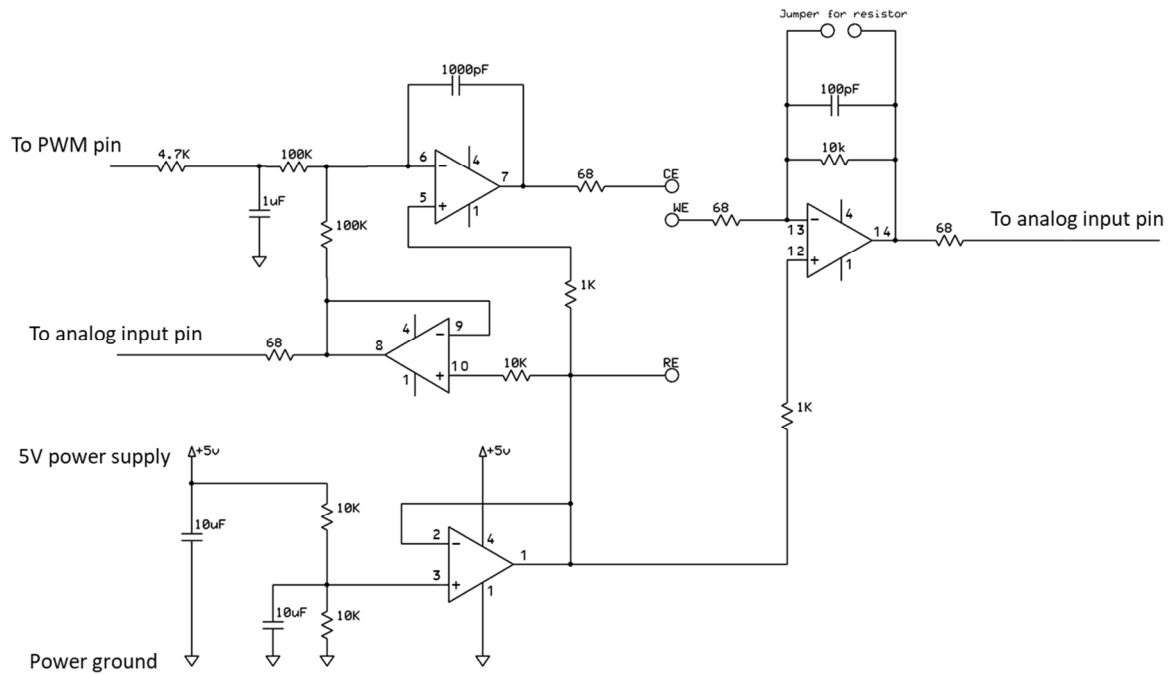 Jumper for resistor
1000pF
100pF
To PWM pin
4.7K
100K
6
4
7
10k
68
CE
5
1
1uF
WE
68
13
4
14
68
To analog input pin
100K
12
1
1K
To analog input pin
68
8
4
9
1
10
10K
RE
1K
5V power supply
+5v
+5v
10K
10uF
2
4
1
3
1
10uF
10K
Power ground